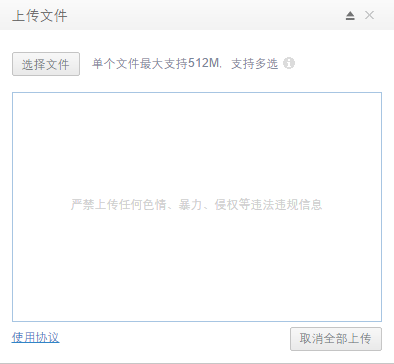 上传文件
选择文件 单个文件最大支持512M，支持多选
严禁上传任何色情、暴力、侵权等违法违规信息
使用协议 取消全部上传